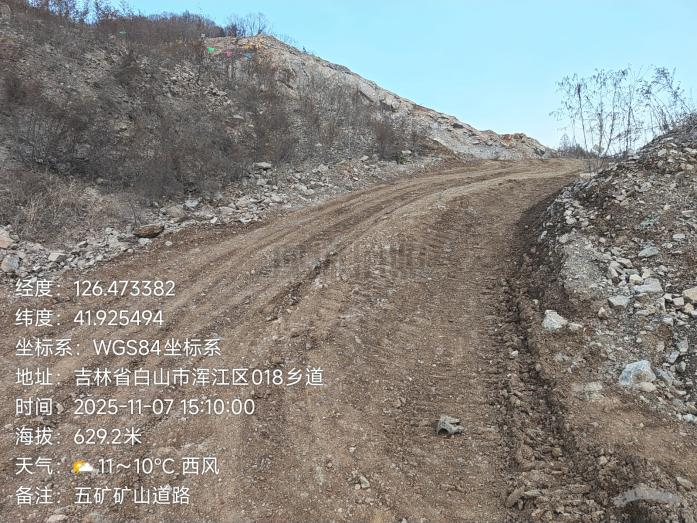 经度：126.473382
纬度：41.925494
坐标系：WGS84坐标系
地址：吉林省白山市浑江区018乡道
时间：2025-11-07 15:10:00
海拔：629.2米
天气：⛅11～10℃ 西风
备注：五矿矿山道路